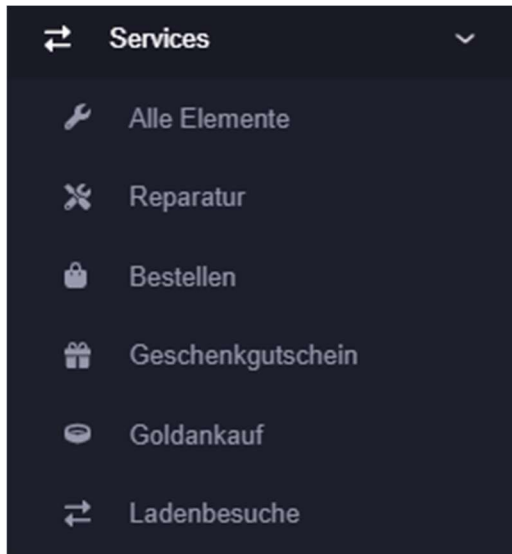 Services
Alle Elemente
Reparatur
Bestellen
Geschenkgutschein
Goldankauf
Ladenbesuche